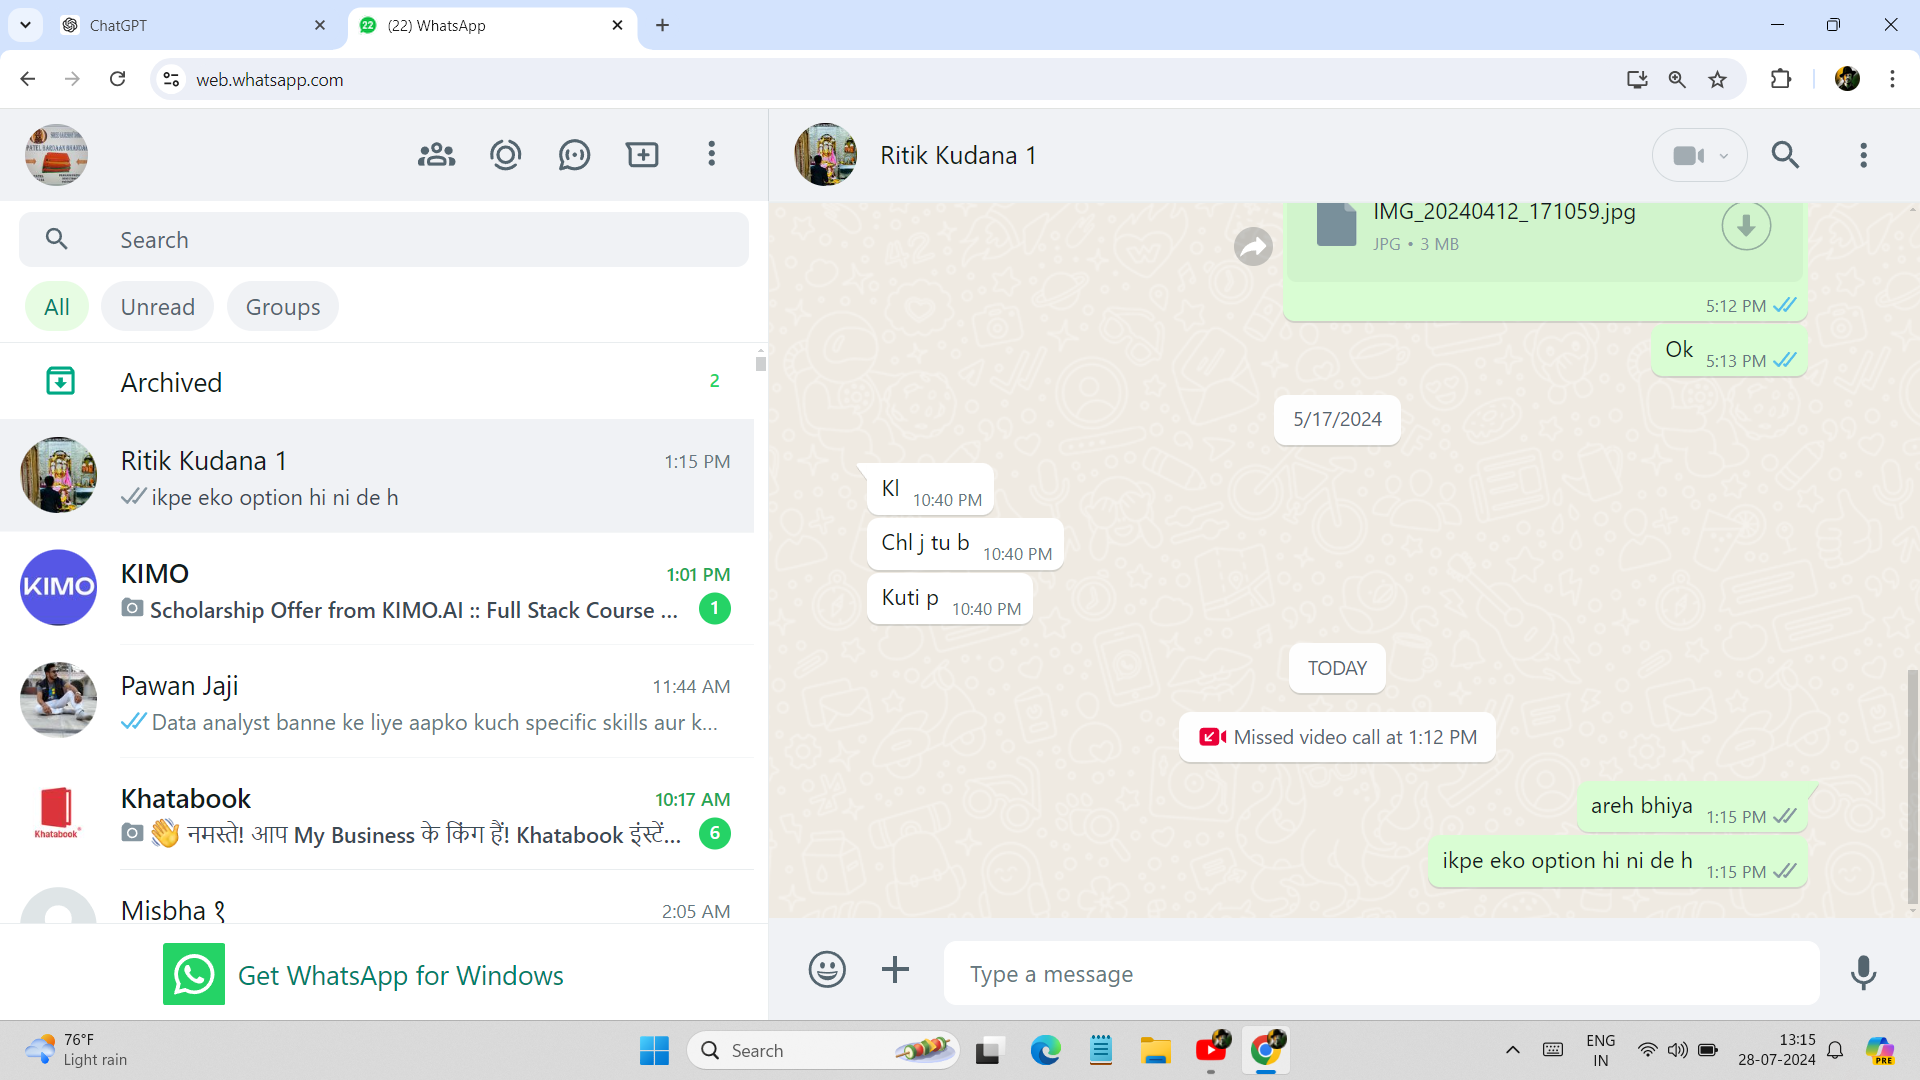 ChatGPT
22
(22) WhatsApp
web.whatsapp.com
Ritik Kudana 1
Search
All
Unread
Groups
Archived
2
Ritik Kudana 1
1:15 PM
ikpe eko option hi ni de h
KIMO
KIMO
1:01 PM
Scholarship Offer from KIMO.AI :: Full Stack Course ...
1
Pawan Jaji
11:44 AM
Data analyst banne ke liye aapko kuch specific skills aur k...
Khatabook
Khatabook
10:17 AM
👋 नमस्ते! आप My Business के किंग हैं! Khatabook इंस्टें...
6
Misbha १
2:05 AM
Get WhatsApp for Windows
IMG_20240412_171059.jpg
JPG • 3 MB
5:12 PM
Ok 5:13 PM
5/17/2024
Kl 10:40 PM
Chl j tu b 10:40 PM
Kuti p 10:40 PM
TODAY
Missed video call at 1:12 PM
areh bhiya 1:15 PM
ikpe eko option hi ni de h 1:15 PM
Type a message
76°F
Light rain
Search
ENG
IN
13:15
28-07-2024
PRE